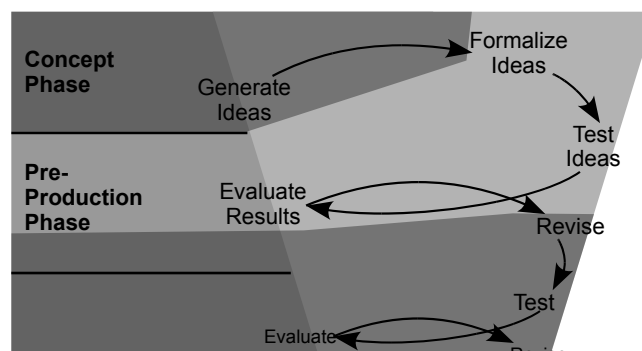 Concept
Phase
Generate
Ideas
Formalize
Ideas
Test
Ideas
Pre-
Production
Phase
Evaluate
Results
Revise
Test
Evaluate